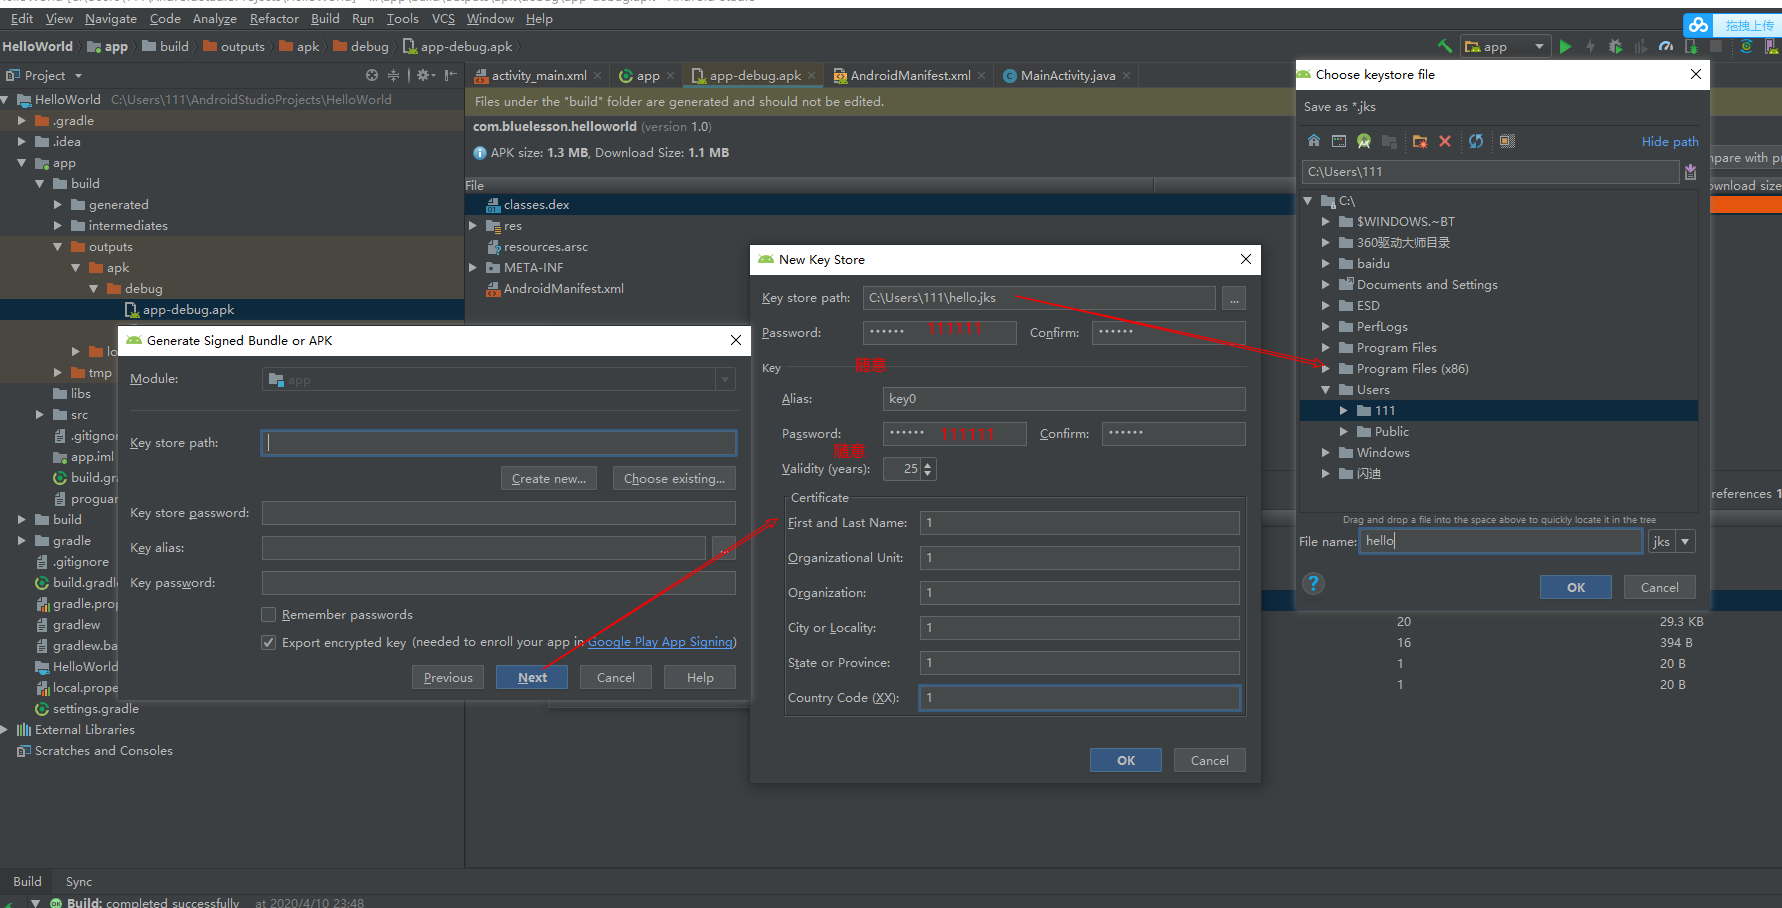 Edit View Navigate Code Analyze Refactor Build Run Tools VCS Window Help
拖拽上传
HelloWorld app build outputs apk debug app-debug.apk
app
Project
activity_main.xml app app-debug.apk AndroidManifest.xml MainActivity.java
HelloWorld C:\Users\111\AndroidStudioProjects\HelloWorld
.gradle
.idea
app
build
generated
intermediates
outputs
apk
debug
app-debug.apk
lo
tmp
libs
src
.gitignor
app.iml
build.gra
proguar
build
gradle
.gitignore
build.gradle
gradle.prop
gradlew
gradlew.ba
HelloWorld
local.prope
settings.gradle
External Libraries
Scratches and Consoles
Files under the "build" folder are generated and should not be edited.
com.bluelesson.helloworld (version 1.0)
APK size: 1.3 MB, Download Size: 1.1 MB
File
classes.dex
res
resources.arsc
META-INF
AndroidManifest.xml
Generate Signed Bundle or APK
Module: app
Key store path:
Create new... Choose existing...
Key store password:
Key alias: ...
Key password:
Remember passwords
Export encrypted key (needed to enroll your app in Google Play App Signing)
Previous Next Cancel Help
New Key Store
Key store path: C:\Users\111\hello.jks ...
Password: •••••• 111111 Confirm: ••••••
Key 随意
Alias: key0
Password: •••••• 111111 Confirm: ••••••
随意
Validity (years): 25
Certificate
First and Last Name: 1
Organizational Unit: 1
Organization: 1
City or Locality: 1
State or Province: 1
Country Code (XX): 1
OK Cancel
Choose keystore file
Save as *.jks
Hide path
C:\Users\111
C:\
$WINDOWS.~BT
360驱动大师目录
baidu
Documents and Settings
ESD
PerfLogs
Program Files
Program Files (x86)
Users
111
Public
Windows
闪迪
Drag and drop a file into the space above to quickly locate it in the tree
File name: hello jks
? OK Cancel
npare with pr
ownload size
references 1
20 29.3 KB
16 394 B
1 20 B
1 20 B
Build Sync
Build: completed successfully at 2020/4/10 23:48